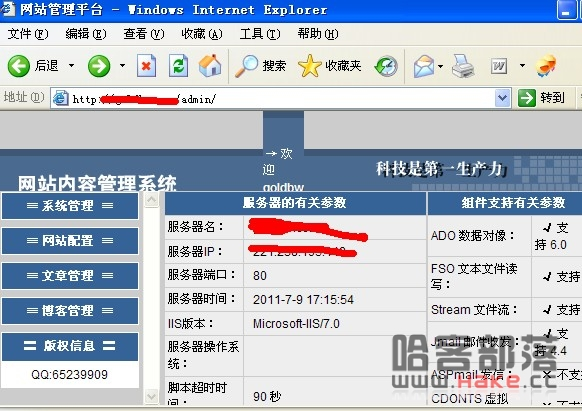 网站管理平台 - Windows Internet Explorer
文件(F) 编辑(E) 查看(V) 收藏(A) 工具(T) 帮助(H)
后退 搜索 收藏夹
地址(D) http:// /admin/ 转到
→ 欢
迎
goldbw
科技是第一生产力
网站内容管理系统
系统管理
网站配置
文章管理
博客管理
版权信息
QQ:65239909
服务器的有关参数
服务器名:
服务器IP:
服务器端口: 80
服务器时间: 2011-7-9 17:15:54
IIS版本: Microsoft-IIS/7.0
服务器操作系
统:
脚本超时时
间: 90 秒
组件支持有关参数
ADO 数据对像: √ 支
持 6.0
FSO 文本文件读
写: √ 支持
Stream 文件流: √ 支持
Jmail 邮件收发: √ 支
持 4.4
ASPmail 发信: × 不支
CDONTS 虚拟
哈客部落
www.Hake.cc